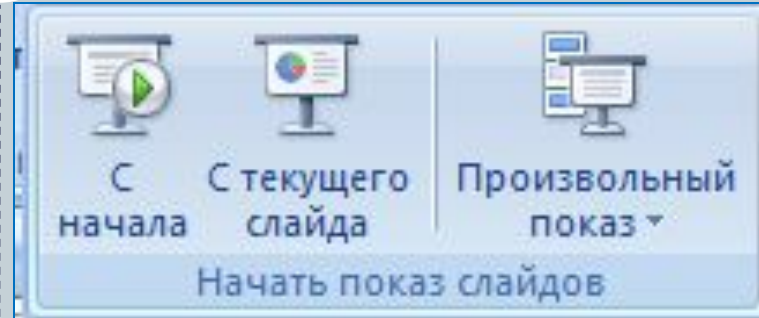 С начала
С текущего слайда
Произвольный показ
Начать показ слайдов